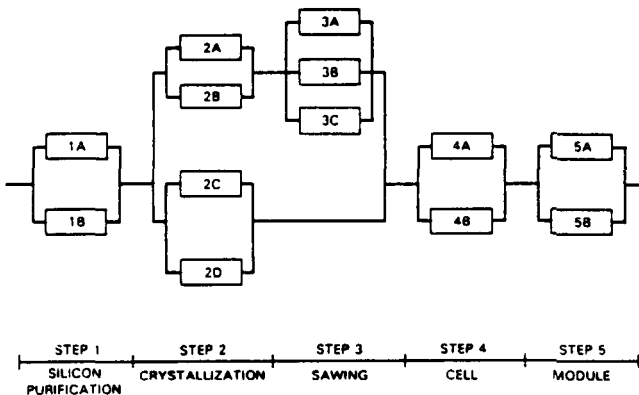 3A
2A
3B
2B
3C
1A
4A
5A
2C
1B
4B
5B
2D
STEP 1
STEP 2
STEP 3
STEP 4
STEP 5
SILICON
PURIFICATION
CRYSTALLIZATION
SAWING
CELL
MODULE